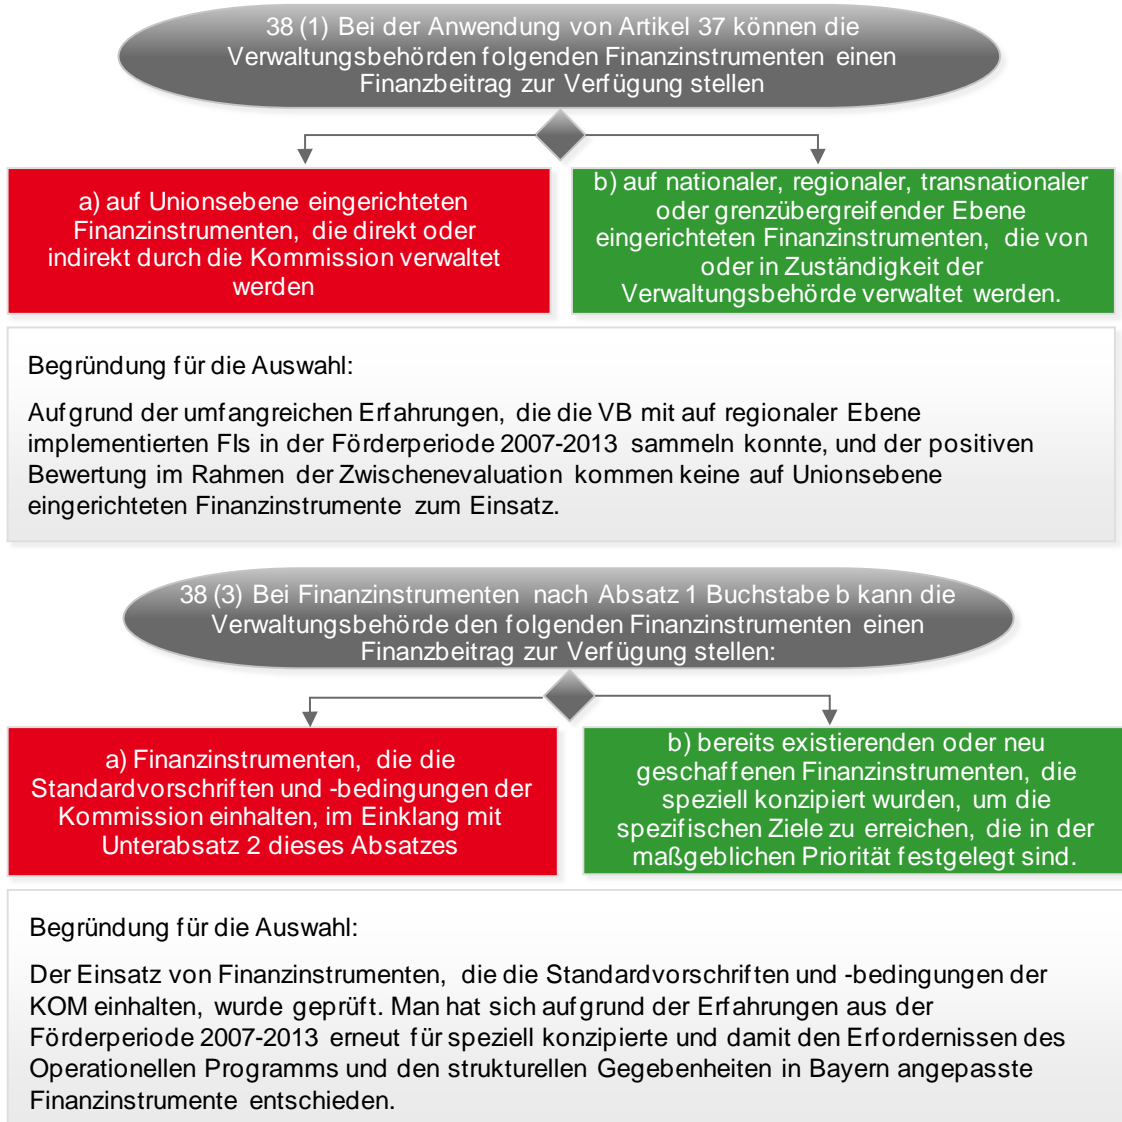 38 (1) Bei der Anwendung von Artikel 37 können die
Verwaltungsbehörden folgenden Finanzinstrumenten einen
Finanzbeitrag zur Verfügung stellen
a) auf Unionsebene eingerichteten
Finanzinstrumenten, die direkt oder
indirekt durch die Kommission verwaltet
werden
b) auf nationaler, regionaler, transnationaler
oder grenzübergreifender Ebene
eingerichteten Finanzinstrumenten, die von
oder in Zuständigkeit der
Verwaltungsbehörde verwaltet werden.
Begründung für die Auswahl:
Aufgrund der umfangreichen Erfahrungen, die die VB mit auf regionaler Ebene
implementierten FIs in der Förderperiode 2007-2013 sammeln konnte, und der positiven
Bewertung im Rahmen der Zwischenevaluation kommen keine auf Unionsebene
eingerichteten Finanzinstrumente zum Einsatz.
38 (3) Bei Finanzinstrumenten nach Absatz 1 Buchstabe b kann die
Verwaltungsbehörde den folgenden Finanzinstrumenten einen
Finanzbeitrag zur Verfügung stellen:
a) Finanzinstrumenten, die die
Standardvorschriften und -bedingungen der
Kommission einhalten, im Einklang mit
Unterabsatz 2 dieses Absatzes
b) bereits existierenden oder neu
geschaffenen Finanzinstrumenten, die
speziell konzipiert wurden, um die
spezifischen Ziele zu erreichen, die in der
maßgeblichen Priorität festgelegt sind.
Begründung für die Auswahl:
Der Einsatz von Finanzinstrumenten, die die Standardvorschriften und -bedingungen der
KOM einhalten, wurde geprüft. Man hat sich aufgrund der Erfahrungen aus der
Förderperiode 2007-2013 erneut für speziell konzipierte und damit den Erfordernissen des
Operationellen Programms und den strukturellen Gegebenheiten in Bayern angepasste
Finanzinstrumente entschieden.